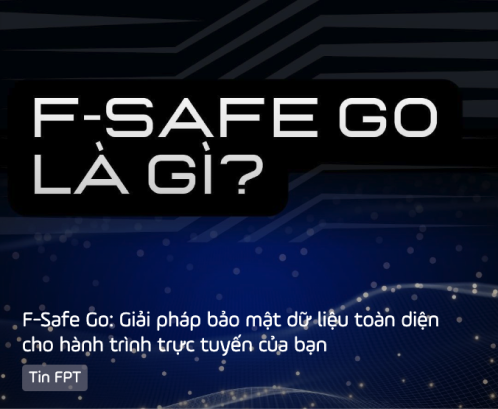 F-SAFE GO
LÀ GÌ?
F-Safe Go: Giải pháp bảo mật dữ liệu toàn diện
cho hành trình trực tuyến của bạn
Tin FPT